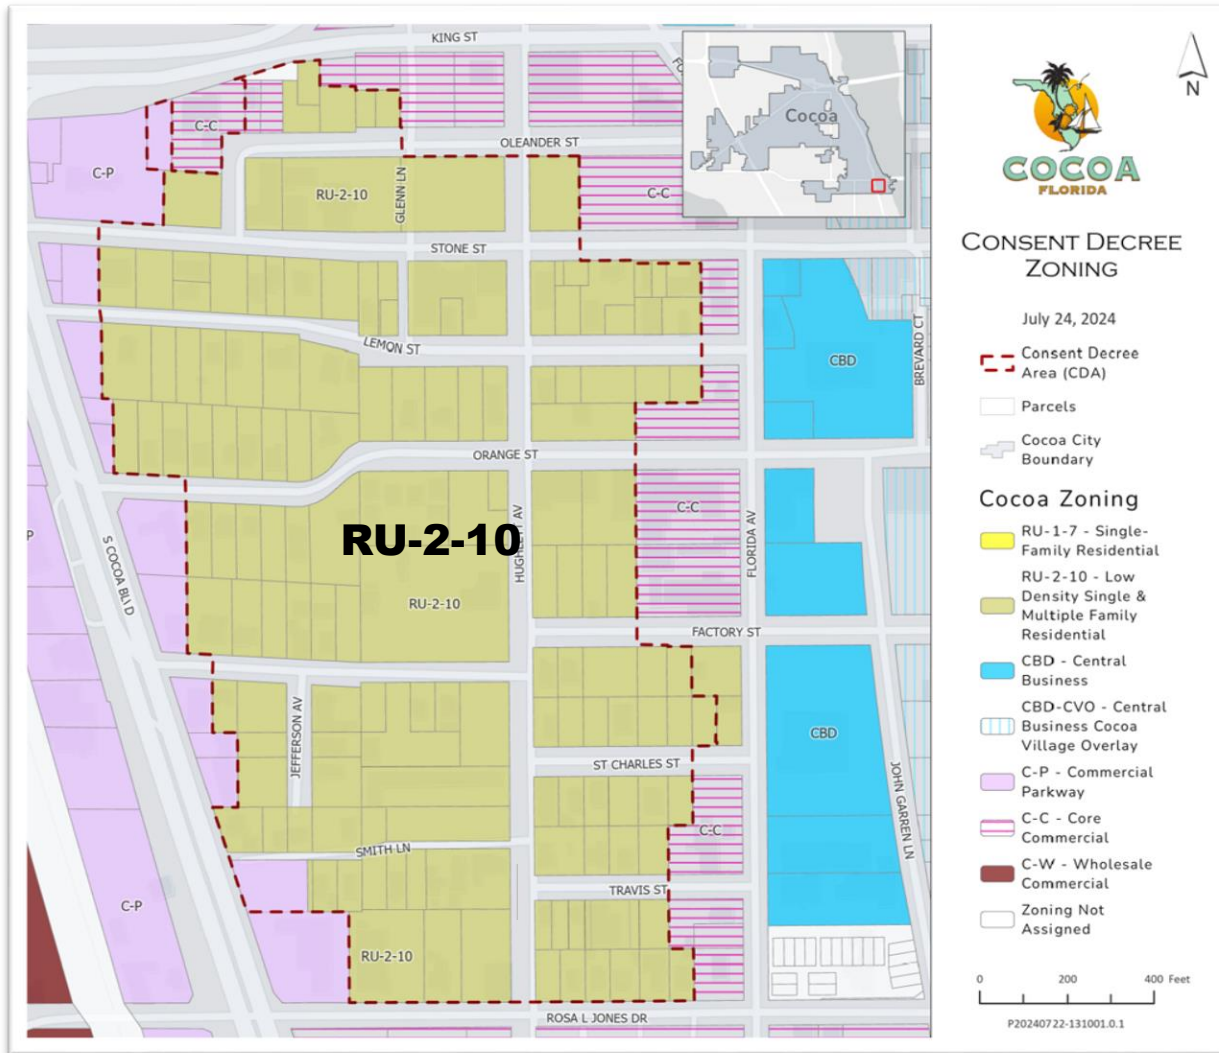 KING ST
Cocoa
N
COCOA
FLORIDA
C-C
OLEANDER ST
C-P
RU-2-10
GLENN LN
C-C
STONE ST
LEMON ST
CBD
BREVARD CT
ORANGE ST
C-C
RU-2-10
HUGHLETT AV
FLORIDA AV
P
S COCOA BLVD
RU-2-10
FACTORY ST
JEFFERSON AV
CBD
ST CHARLES ST
JOHN GARREN LN
C-C
SMITH LN
TRAVIS ST
C-P
RU-2-10
ROSA L JONES DR
CONSENT DECREE
ZONING
July 24, 2024
Consent Decree
Area (CDA)
Parcels
Cocoa City
Boundary
Cocoa Zoning
RU-1-7 - Single-
Family Residential
RU-2-10 - Low
Density Single &
Multiple Family
Residential
CBD - Central
Business
CBD-CVO - Central
Business Cocoa
Village Overlay
C-P - Commercial
Parkway
C-C - Core
Commercial
C-W - Wholesale
Commercial
Zoning Not
Assigned
0 200 400 Feet
P20240722-131001.0.1